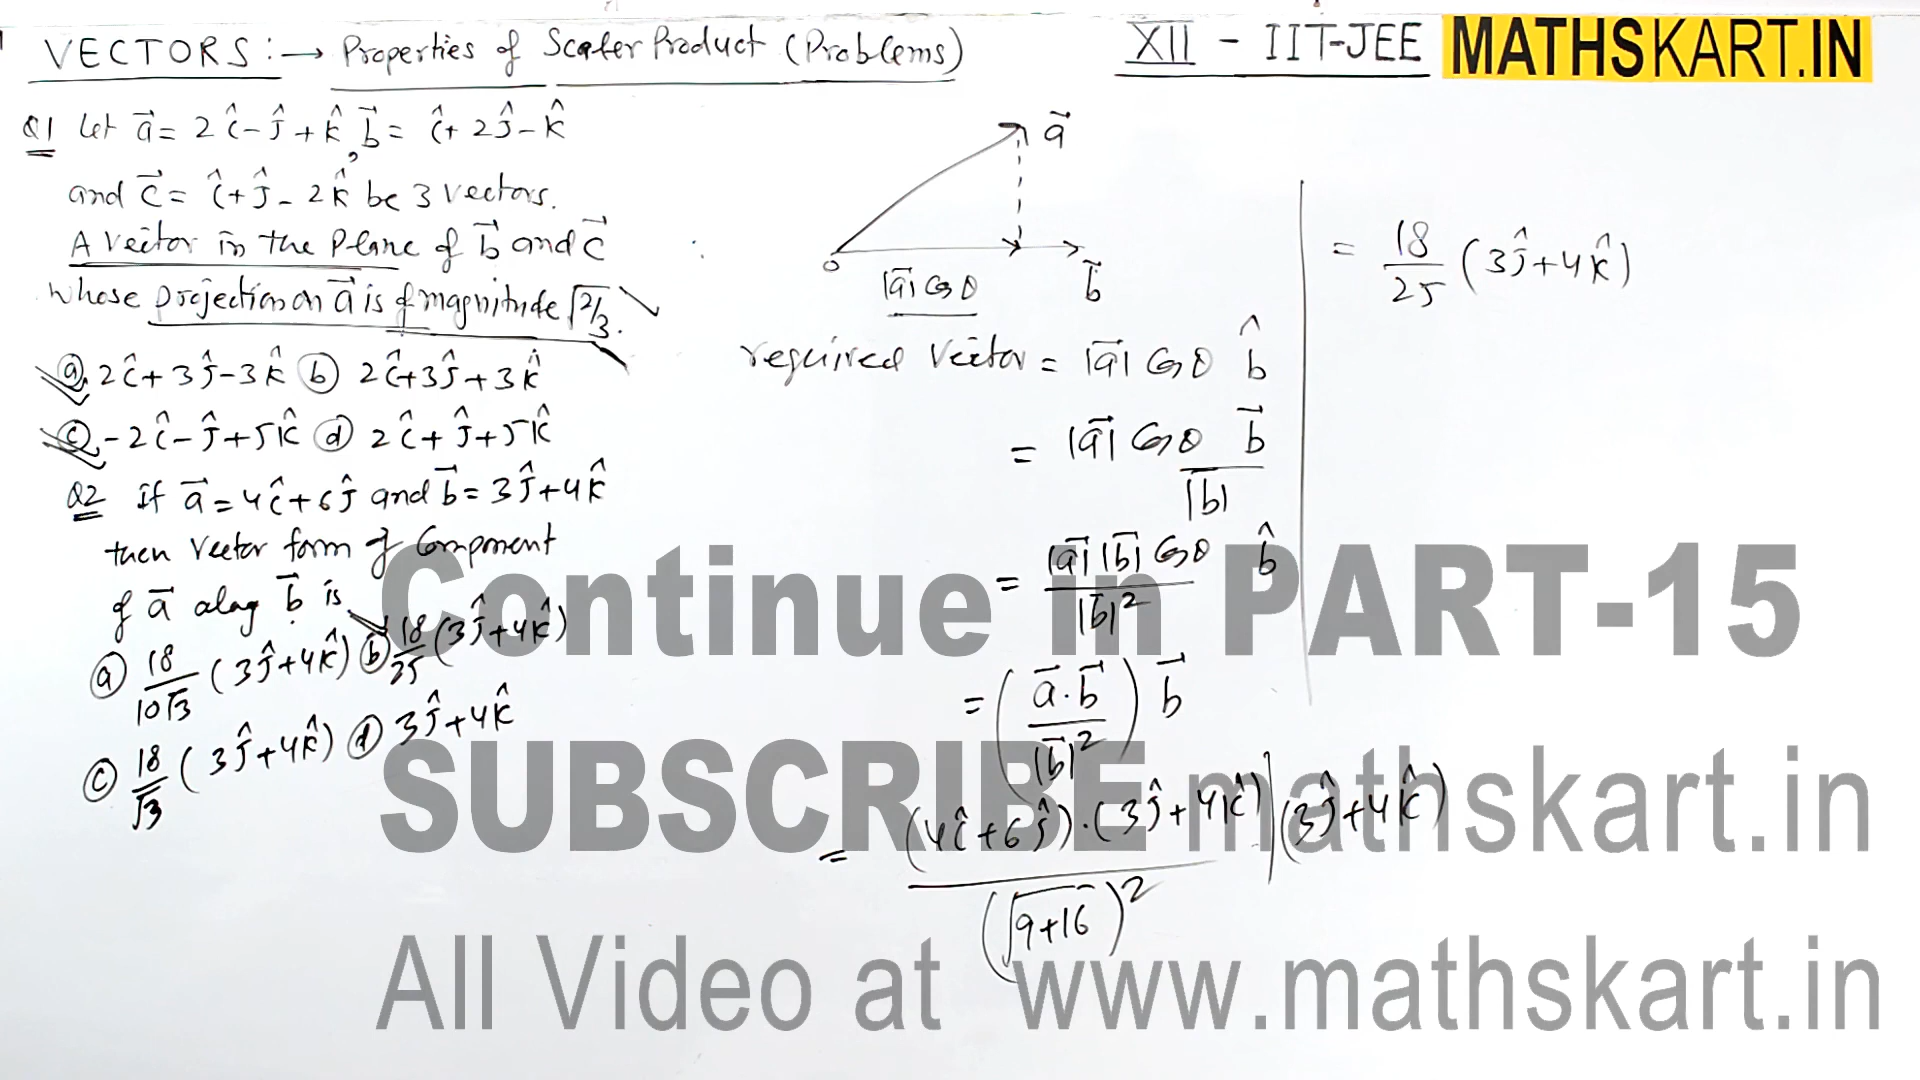 VECTORS :→ Properties of Scaler Product (Problems)
XII - IIT-JEE MATHSKART.IN
Q1 Let a⃗ = 2î-ĵ+k̂, b⃗ = î+2ĵ-k̂
and c⃗ = î+ĵ-2k̂ be 3 vectors.
A vector in the plane of b⃗ and c⃗
whose projection on a⃗ is of magnitude √2/3.
(a) 2î+3ĵ-3k̂ (b) 2î+3ĵ+3k̂
(c) -2î-ĵ+5k̂ (d) 2î+ĵ+5k̂
Q2 If a⃗ = 4î+6ĵ and b⃗ = 3ĵ+4k̂
then vector form of component
of a⃗ along b⃗ is
(a) 18/10√3 (3ĵ+4k̂) (b) 18/25 (3ĵ+4k̂)
(c) 18/√3 (3ĵ+4k̂) (d) 3ĵ+4k̂
a⃗
O
|a⃗| cos θ
b⃗
required vector = |a⃗| cos θ b̂
= |a⃗| cos θ b⃗/|b|
= |a⃗| |b⃗| cos θ/|b⃗|² b̂
= (a⃗.b⃗/|b⃗|²) b⃗
= (4î+6ĵ).(3ĵ+4k̂)/(√9+16)² (3ĵ+4k̂)
= 18/25 (3ĵ+4k̂)
Continue in PART-15
SUBSCRIBE mathskart.in
All Video at www.mathskart.in